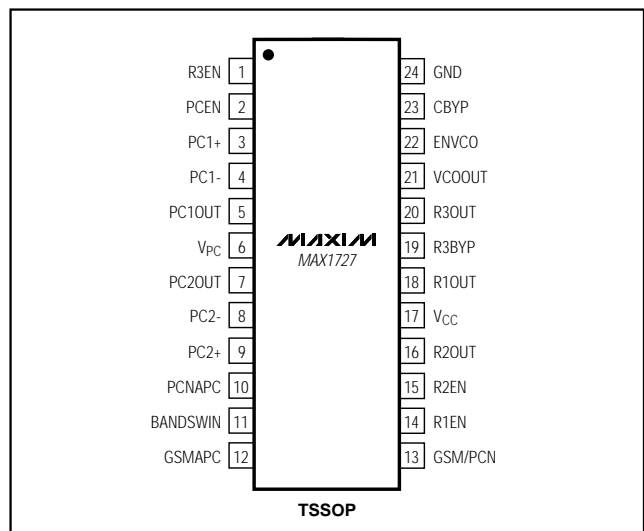 R3EN 1
PCEN 2
PC1+ 3
PC1- 4
PC1OUT 5
VPC 6
PC2OUT 7
PC2- 8
PC2+ 9
PCNAPC 10
BANDSWIN 11
GSMAPC 12
MAXIM
MAX1727
24 GND
23 CBYP
22 ENVCO
21 VCOOUT
20 R3OUT
19 R3BYP
18 R1OUT
17 VCC
16 R2OUT
15 R2EN
14 R1EN
13 GSM/PCN
TSSOP